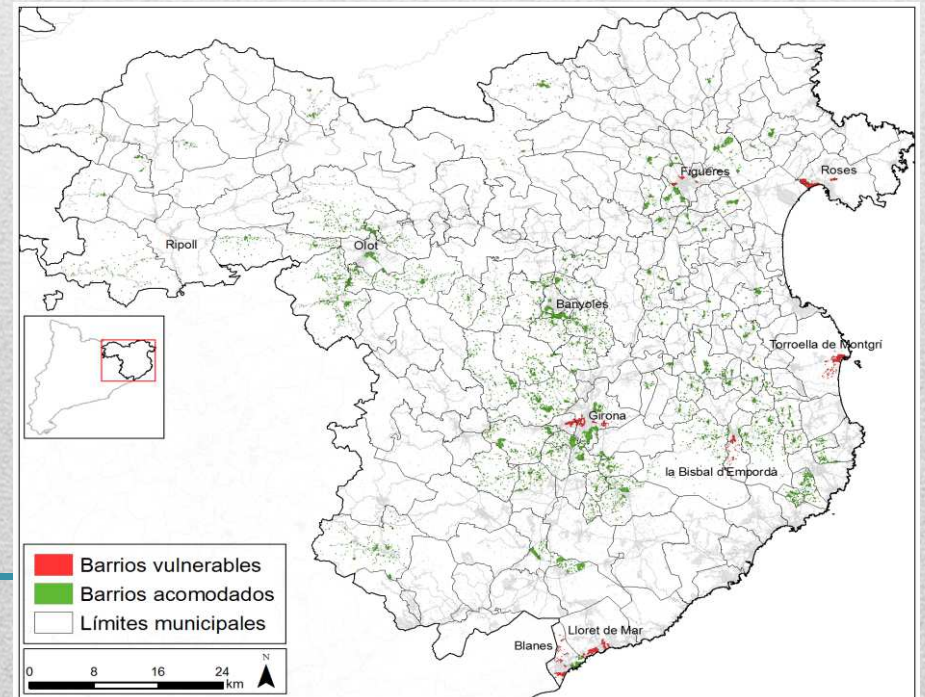 Figueres
Roses
Ripoll
Olot
Banyoles
Torroella de Montgrí
Girona
la Bisbal d'Empordà
Lloret de Mar
Blanes
Barrios vulnerables
Barrios acomodados
Límites municipales
0 8 16 24
km
N